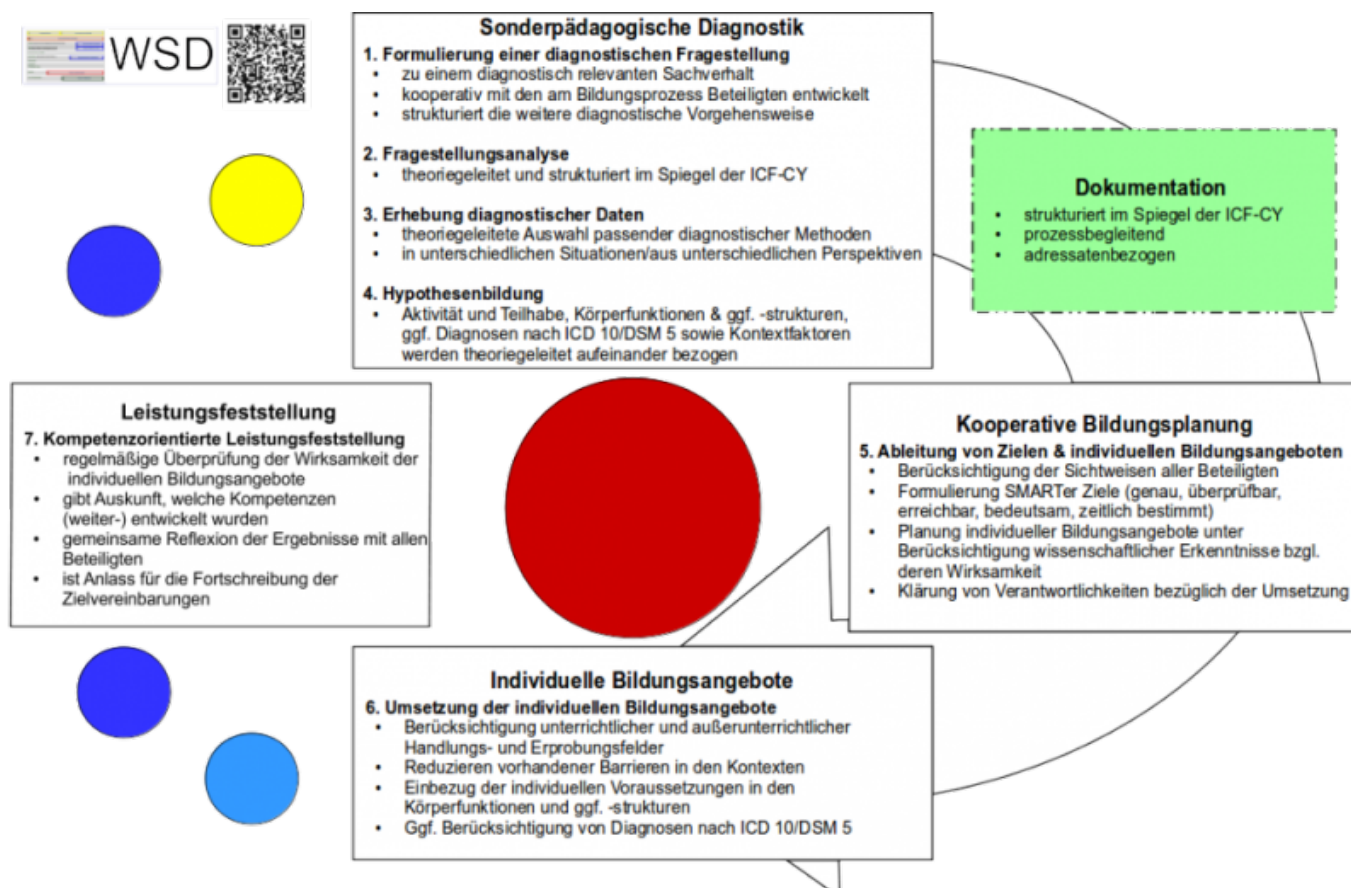 WSD
Sonderpädagogische Diagnostik
1. Formulierung einer diagnostischen Fragestellung
• zu einem diagnostisch relevanten Sachverhalt
• kooperativ mit den am Bildungsprozess Beteiligten entwickelt
• strukturiert die weitere diagnostische Vorgehensweise
2. Fragestellungsanalyse
• theoriegeleitet und strukturiert im Spiegel der ICF-CY
3. Erhebung diagnostischer Daten
• theoriegeleitete Auswahl passender diagnostischer Methoden
• in unterschiedlichen Situationen/aus unterschiedlichen Perspektiven
4. Hypothesenbildung
• Aktivität und Teilhabe, Körperfunktionen & ggf. -strukturen,
ggf. Diagnosen nach ICD 10/DSM 5 sowie Kontextfaktoren
werden theoriegeleitet aufeinander bezogen
Dokumentation
• strukturiert im Spiegel der ICF-CY
• prozessbegleitend
• adressatenbezogen
Leistungsfeststellung
7. Kompetenzorientierte Leistungsfeststellung
• regelmäßige Überprüfung der Wirksamkeit der
individuellen Bildungsangebote
• gibt Auskunft, welche Kompetenzen
(weiter-) entwickelt wurden
• gemeinsame Reflexion der Ergebnisse mit allen
Beteiligten
• ist Anlass für die Fortschreibung der
Zielvereinbarungen
Kooperative Bildungsplanung
5. Ableitung von Zielen & individuellen Bildungsangeboten
• Berücksichtigung der Sichtweisen aller Beteiligten
• Formulierung SMARTer Ziele (genau, überprüfbar,
erreichbar, bedeutsam, zeitlich bestimmt)
• Planung individueller Bildungsangebote unter
Berücksichtigung wissenschaftlicher Erkenntnisse bzgl.
deren Wirksamkeit
• Klärung von Verantwortlichkeiten bezüglich der Umsetzung
Individuelle Bildungsangebote
6. Umsetzung der individuellen Bildungsangebote
• Berücksichtigung unterrichtlicher und außerunterrichtlicher
Handlungs- und Erprobungsfelder
• Reduzieren vorhandener Barrieren in den Kontexten
• Einbezug der individuellen Voraussetzungen in den
Körperfunktionen und ggf. -strukturen
• Ggf. Berücksichtigung von Diagnosen nach ICD 10/DSM 5